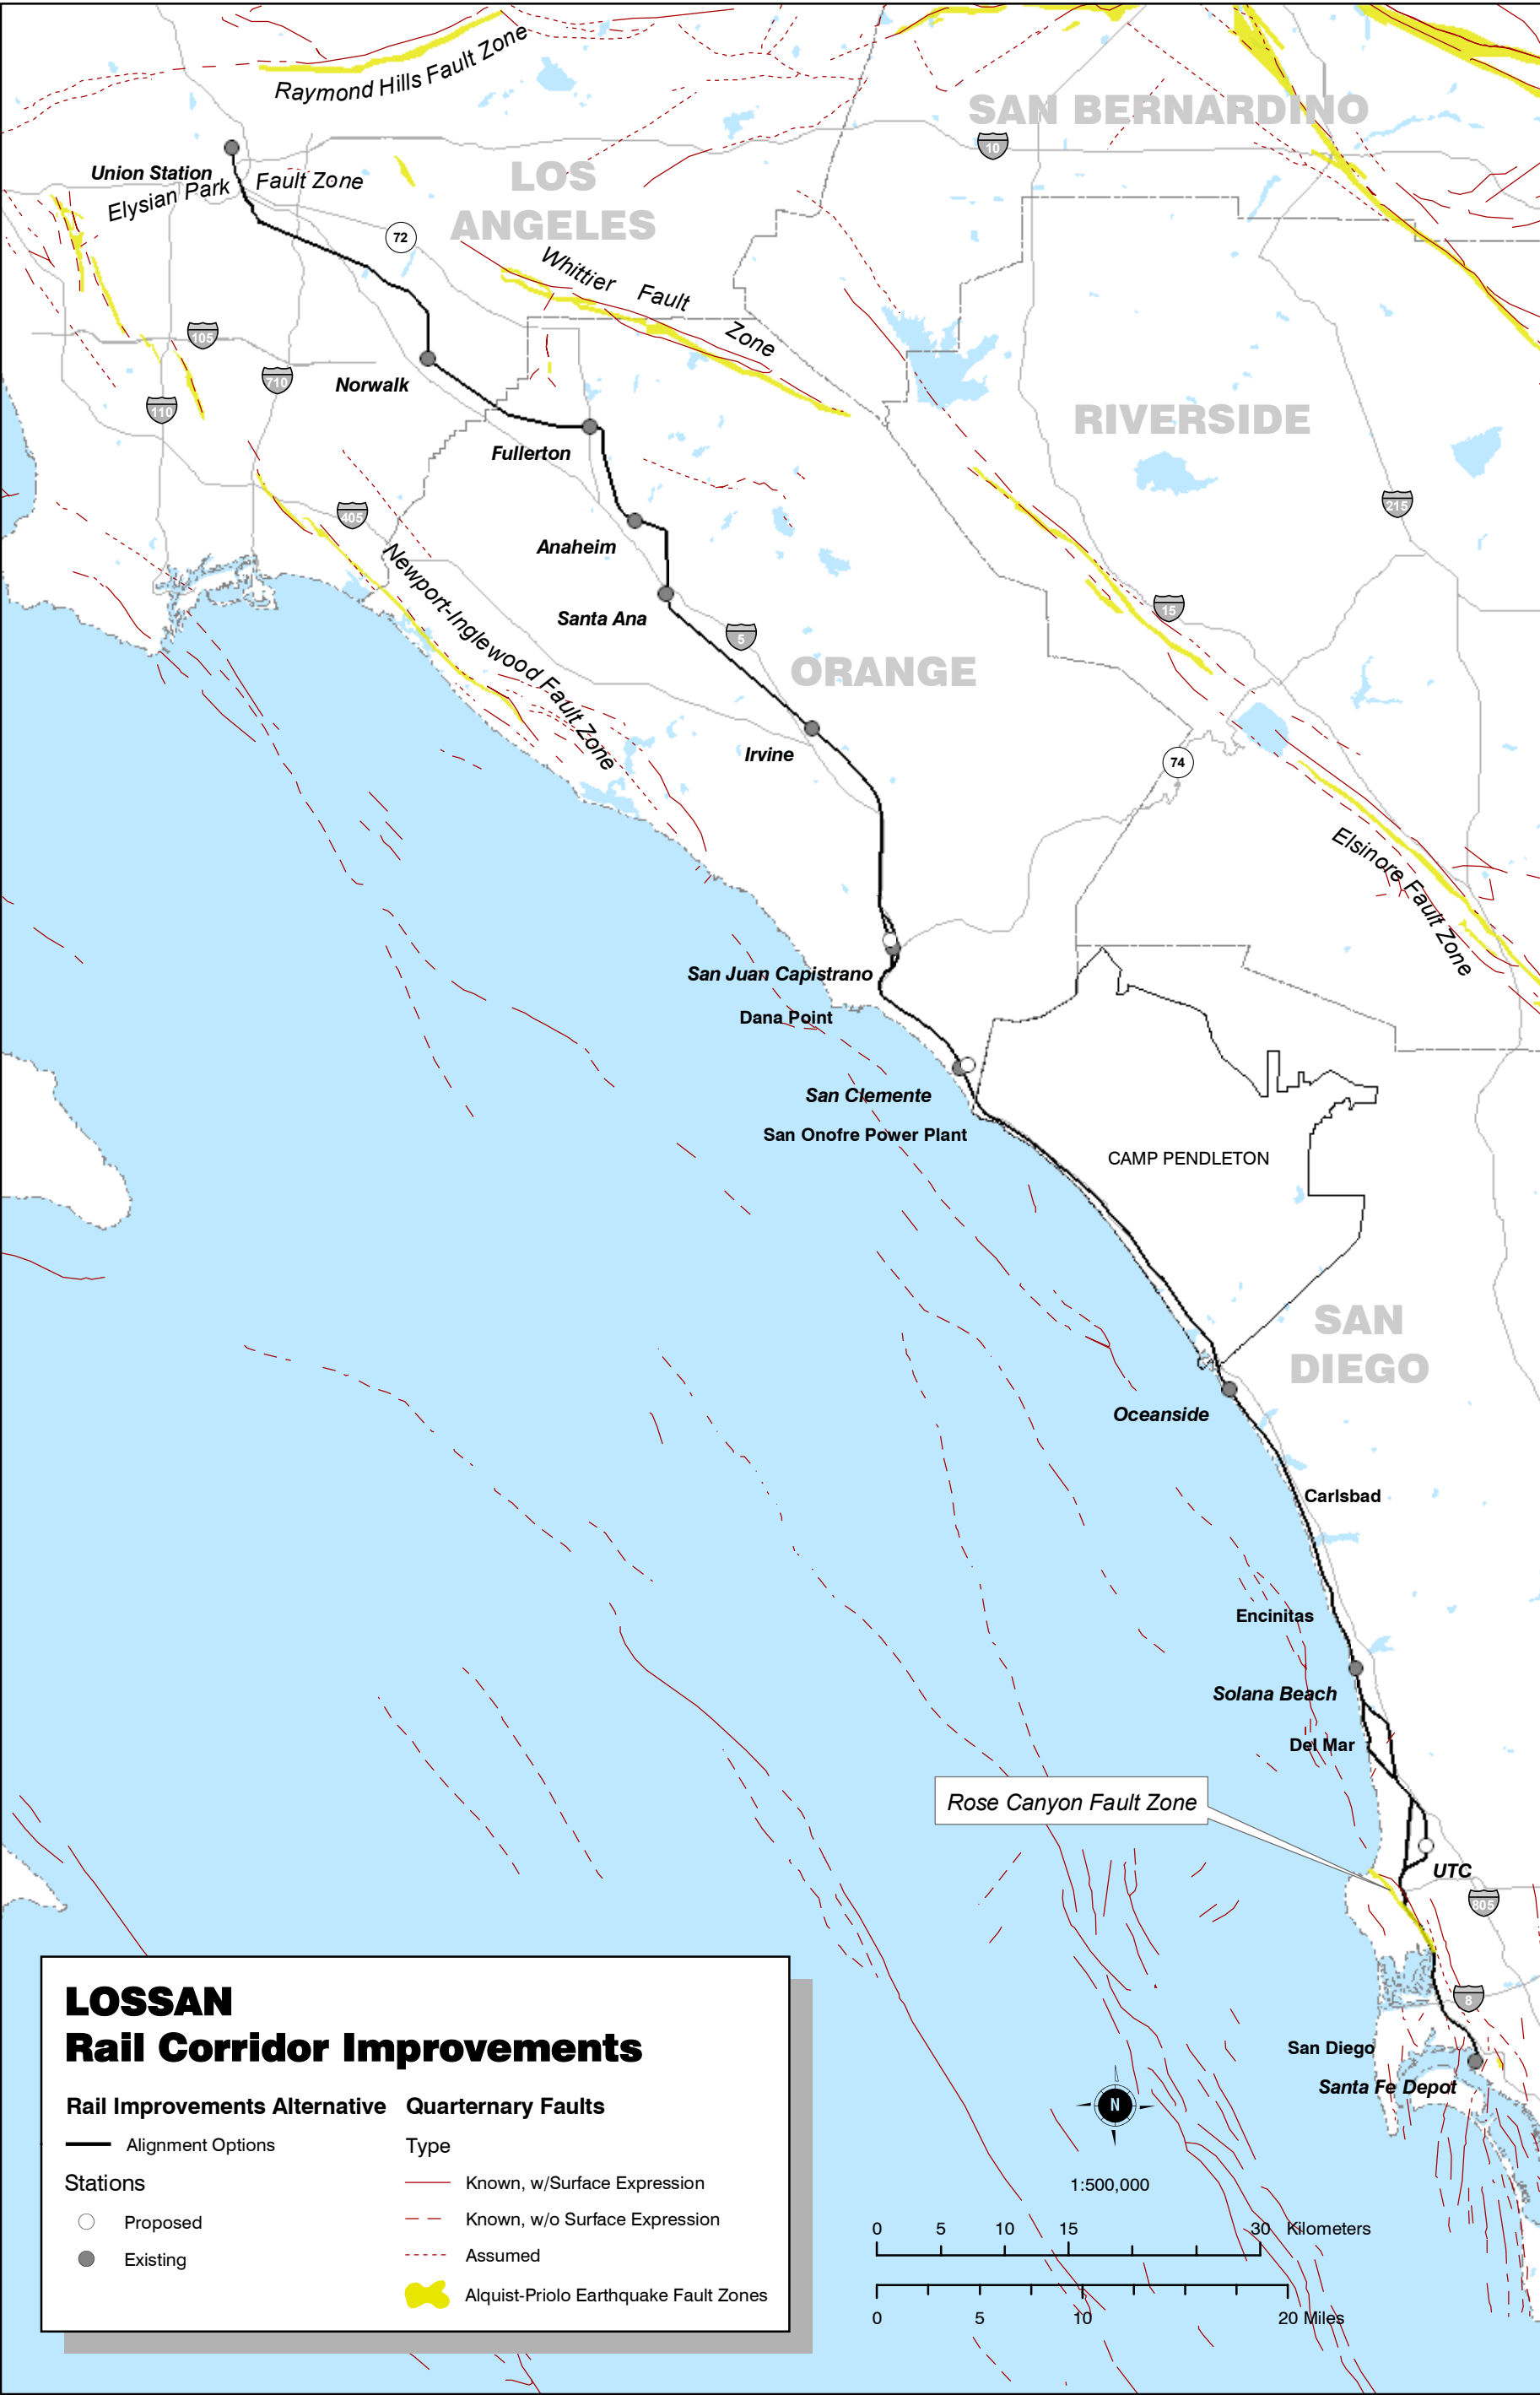 Raymond Hills Fault Zone
SAN BERNARDINO
10
Union Station
Elysian Park Fault Zone
LOS
ANGELES
72
Whittier Fault Zone
105
710
110
Norwalk
RIVERSIDE
Fullerton
215
405
Anaheim
Newport-Inglewood Fault Zone
15
Santa Ana
5
ORANGE
Irvine
74
Elsinore Fault Zone
San Juan Capistrano
Dana Point
San Clemente
San Onofre Power Plant
CAMP PENDLETON
SAN
DIEGO
Oceanside
Carlsbad
Encinitas
Solana Beach
Del Mar
Rose Canyon Fault Zone
UTC
805
8
San Diego
Santa Fe Depot
LOSSAN
Rail Corridor Improvements
Rail Improvements Alternative
Alignment Options
Stations
Proposed
Existing
Quarternary Faults
Type
Known, w/Surface Expression
Known, w/o Surface Expression
Assumed
Alquist-Priolo Earthquake Fault Zones
N
1:500,000
0 5 10 15 30 Kilometers
0 5 10 20 Miles